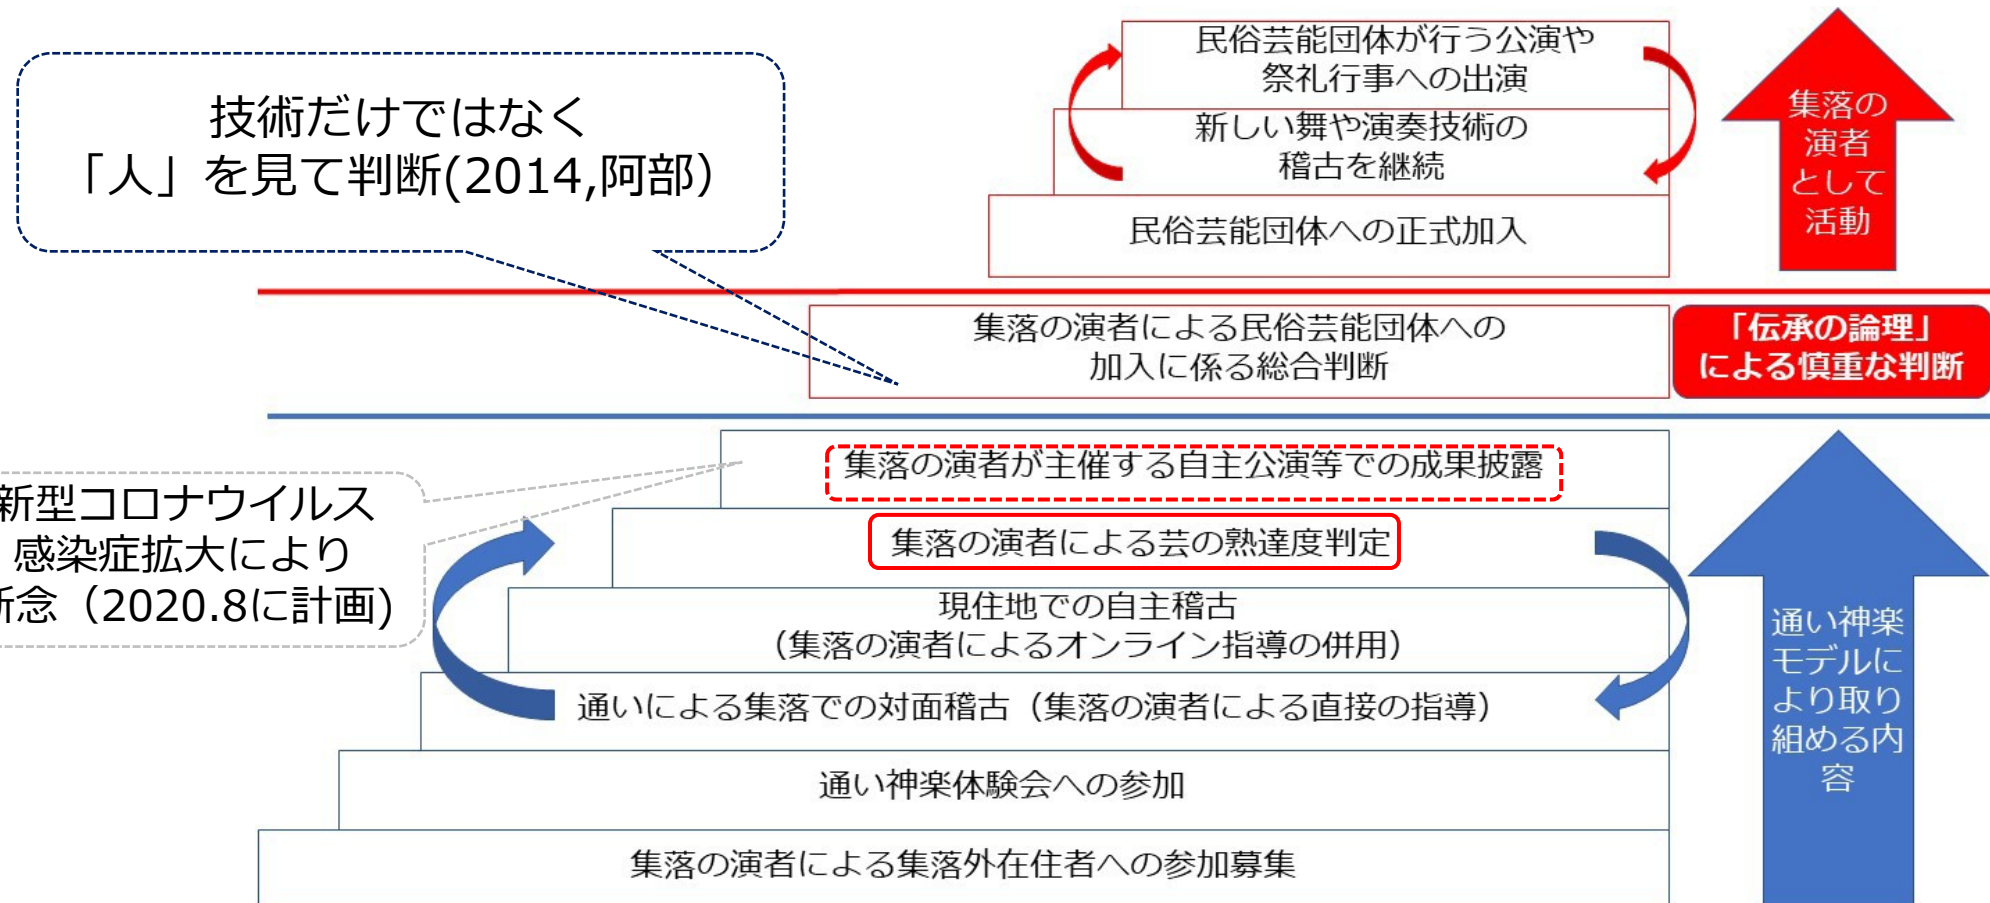 民俗芸能団体が行う公演や
祭礼行事への出演
新しい舞や演奏技術の
稽古を継続
民俗芸能団体への正式加入
集落の
演者
として
活動
技術だけではなく
「人」を見て判断(2014,阿部）
集落の演者による民俗芸能団体への
加入に係る総合判断
「伝承の論理」
による慎重な判断
集落の演者が主催する自主公演等での成果披露
集落の演者による芸の熟達度判定
新型コロナウイルス
感染症拡大により
断念（2020.8に計画)
現住地での自主稽古
（集落の演者によるオンライン指導の併用）
通いによる集落での対面稽古（集落の演者による直接の指導）
通い神楽体験会への参加
集落の演者による集落外在住者への参加募集
通い神楽
モデルに
より取り
組める内
容